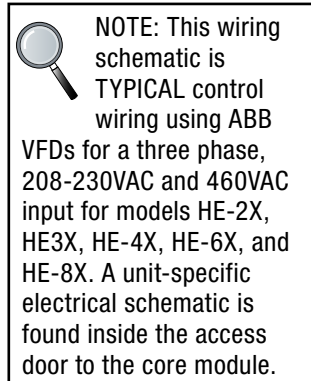 NOTE: This wiring
schematic is
TYPICAL control
wiring using ABB
VFDs for a three phase,
208-230VAC and 460VAC
input for models HE-2X,
HE3X, HE-4X, HE-6X, and
HE-8X. A unit-specific
electrical schematic is
found inside the access
door to the core module.